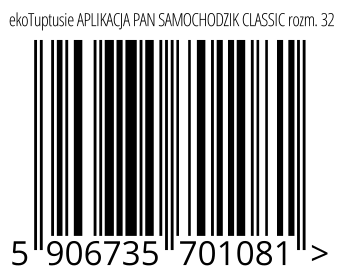 ekoTuptusie APLIKACJA PAN SAMOCHODZIK CLASSIC rozm. 32
5 906735 701081 >